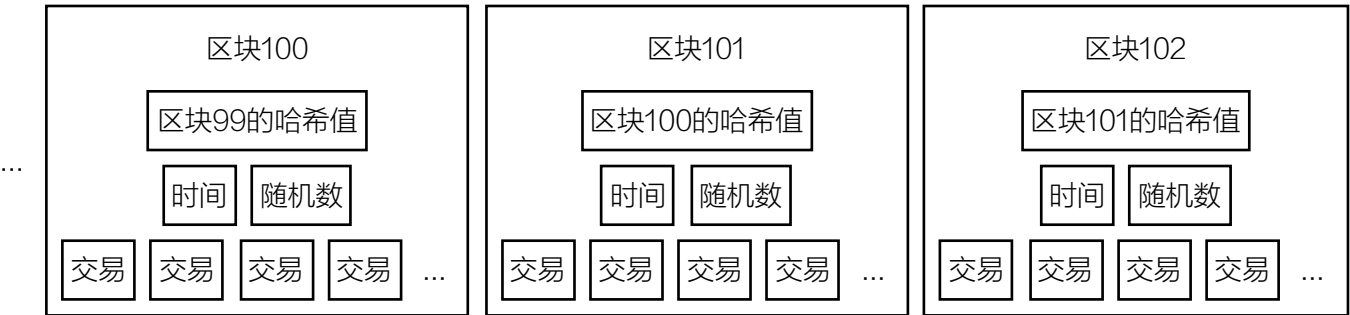 区块100
区块99的哈希值
时间 随机数
交易 交易 交易 交易 ...
区块101
区块100的哈希值
时间 随机数
交易 交易 交易 交易 ...
区块102
区块101的哈希值
时间 随机数
交易 交易 交易 交易 ...
...